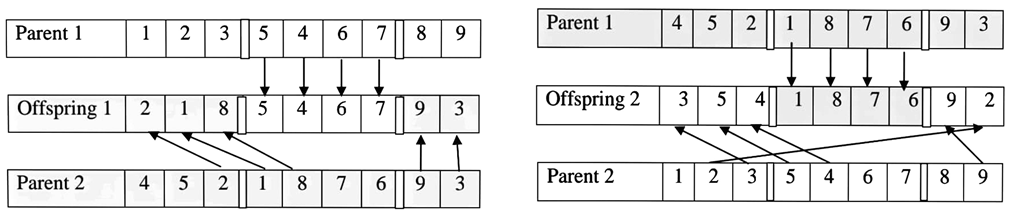 Parent 1 1 2 3 5 4 6 7 8 9
Offspring 1 2 1 8 5 4 6 7 9 3
Parent 2 4 5 2 1 8 7 6 9 3
Parent 1 4 5 2 1 8 7 6 9 3
Offspring 2 3 5 4 1 8 7 6 9 2
Parent 2 1 2 3 5 4 6 7 8 9